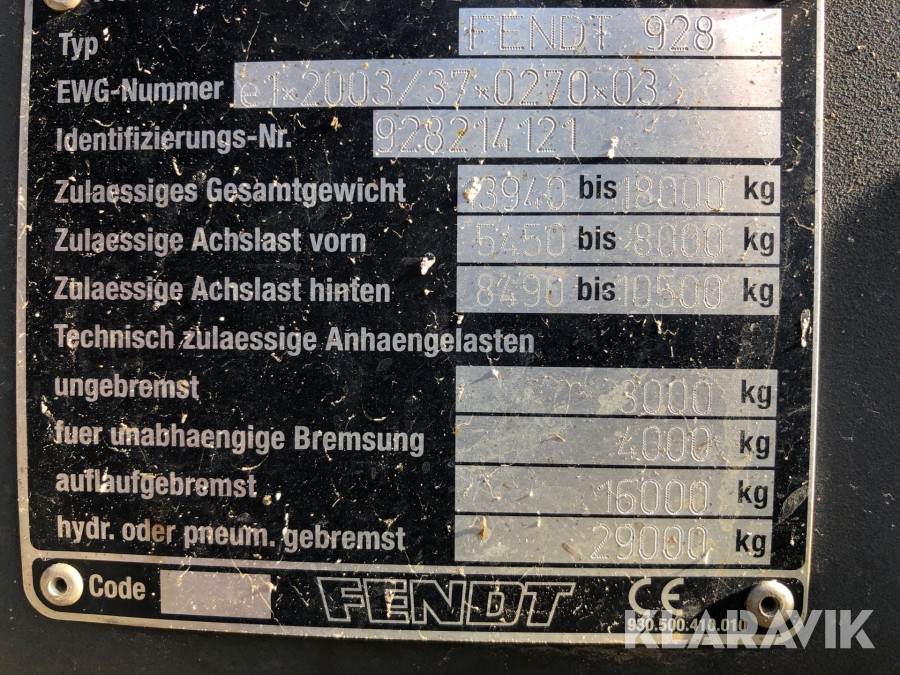 Typ FENDT 928
EWG-Nummer e1*2003/37*0270*03
Identifizierungs-Nr. 928214121
Zulaessiges Gesamtgewicht 13940 bis 18000 kg
Zulaessige Achslast vorn 5450 bis 8000 kg
Zulaessige Achslast hinten 8490 bis 10500 kg
Technisch zulaessige Anhaengelasten
ungebremst 3000 kg
fuer unabhaengige Bremsung 4000 kg
auflaufgebremst 16000 kg
hydr. oder pneum. gebremst 29000 kg
Code FENDT CE
930.500.410.010
KLARAVIK